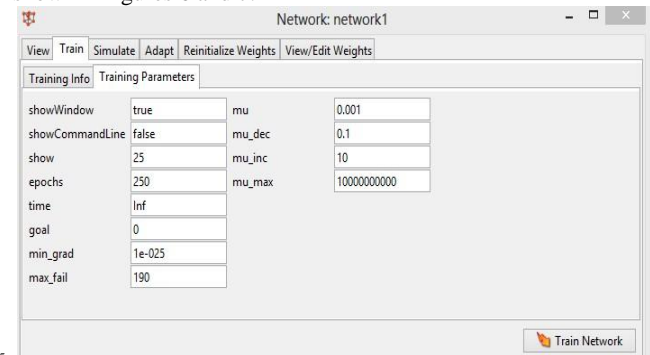 Network: network1
View Train Simulate Adapt Reinitialize Weights View/Edit Weights
Training Info Training Parameters
showWindow true mu 0.001
showCommandLine false mu_dec 0.1
show 25 mu_inc 10
epochs 250 mu_max 10000000000
time Inf
goal 0
min_grad 1e-025
max_fail 190
Train Network